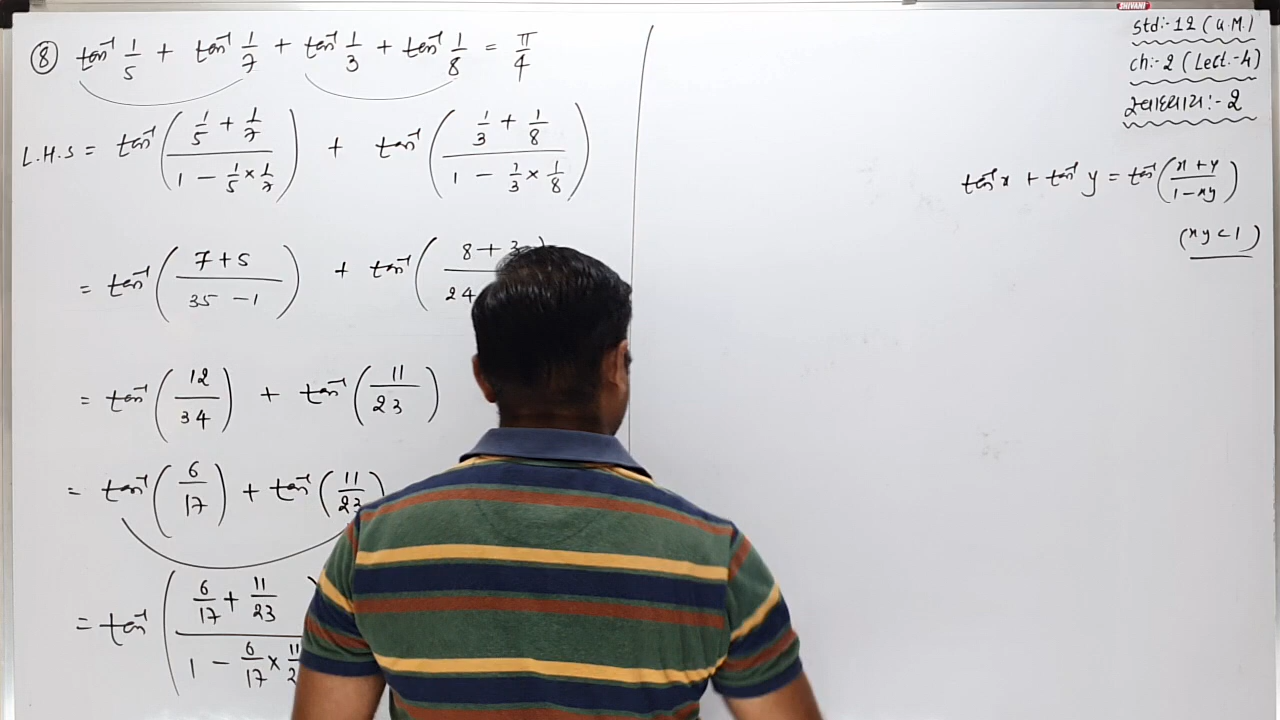 SHIVANI
Std:- 12 (G.M.)
ch:- 2 (Lect.-4)
સ્વાધ્યાય:- 2
⑧ tan⁻¹ 1/5 + tan⁻¹ 1/7 + tan⁻¹ 1/3 + tan⁻¹ 1/8 = π/4
L.H.S = tan⁻¹ ((1/5 + 1/7)/(1 - 1/5 × 1/7)) + tan⁻¹ ((1/3 + 1/8)/(1 - 1/3 × 1/8))
= tan⁻¹ ((7+5)/(35-1)) + tan⁻¹ ((8+3)/(24
= tan⁻¹ (12/34) + tan⁻¹ (11/23)
= tan⁻¹ (6/17) + tan⁻¹ (11/23)
= tan⁻¹ ((6/17 + 11/23)/(1 - 6/17 × 11/2
tan⁻¹x + tan⁻¹y = tan⁻¹((x+y)/(1-xy))
(xy<1)